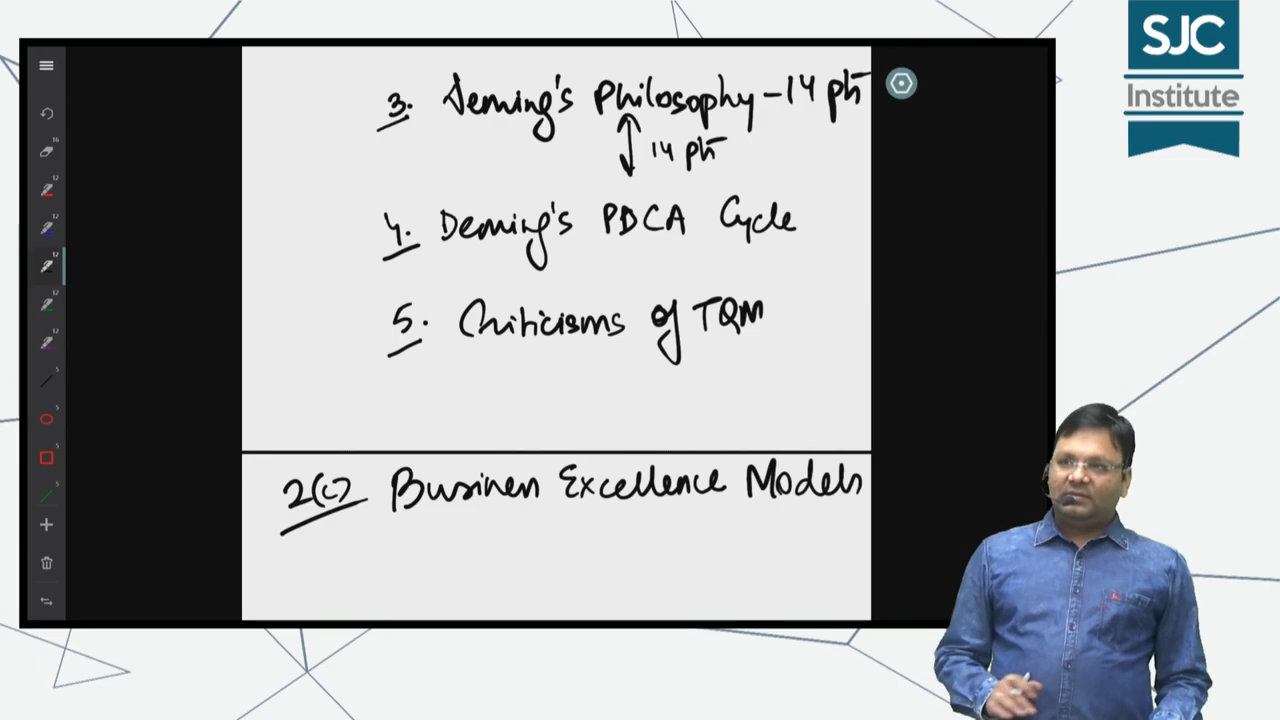 SJC
Institute
3. Deming's Philosophy - 14 pts
14 pts
4. Deming's PDCA Cycle
5. Criticisms of TQM
2(c) Business Excellence Models